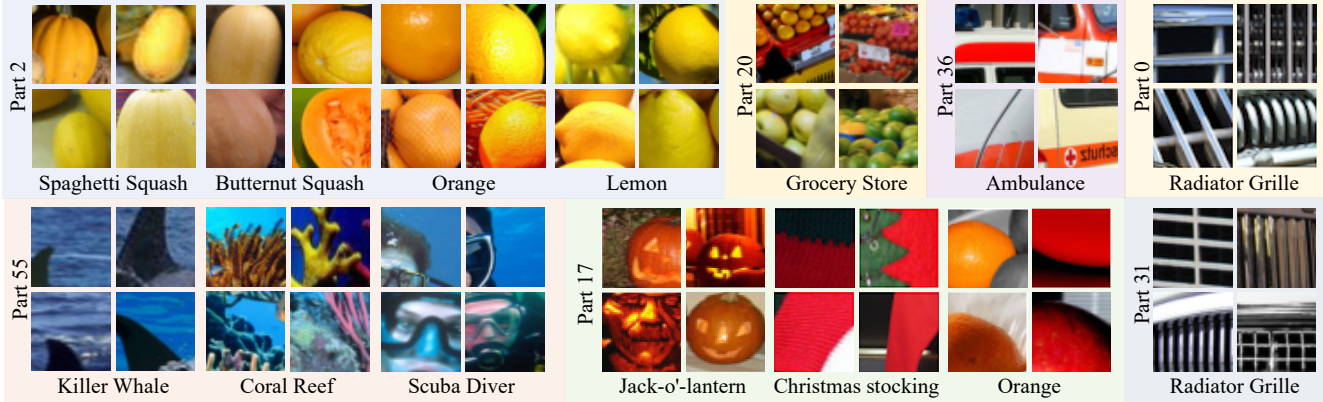 Part 2
Spaghetti Squash
Butternut Squash
Orange
Lemon
Part 20
Grocery Store
Part 36
Ambulance
Part 0
Radiator Grille
Part 55
Killer Whale
Coral Reef
Scuba Diver
Part 17
Jack-o'-lantern
Christmas stocking
Orange
Part 31
Radiator Grille